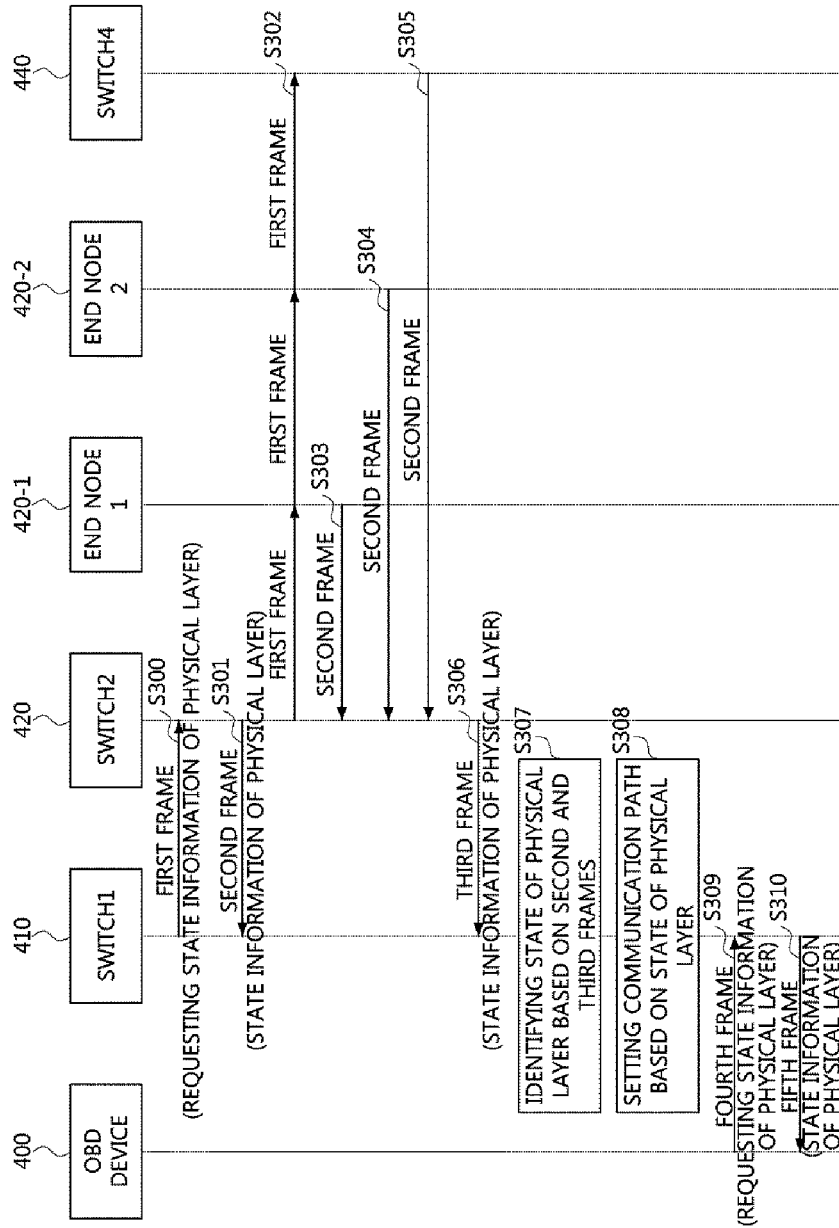 400
410
420
420-1
420-2
440
OBD
DEVICE
SWITCH1
SWITCH2
END NODE
1
END NODE
2
SWITCH4
FIRST FRAME
S300
(REQUESTING STATE INFORMATION OF PHYSICAL LAYER)
SECOND FRAME
S301
(STATE INFORMATION OF PHYSICAL LAYER)
FIRST FRAME
FIRST FRAME
FIRST FRAME
S302
SECOND FRAME
S303
SECOND FRAME
S304
SECOND FRAME
S305
THIRD FRAME
S306
(STATE INFORMATION OF PHYSICAL LAYER)
S307
IDENTIFYING STATE OF PHYSICAL
LAYER BASED ON SECOND AND
THIRD FRAMES
S308
SETTING COMMUNICATION PATH
BASED ON STATE OF PHYSICAL
LAYER
FOURTH FRAME
S309
(REQUESTING STATE INFORMATION
OF PHYSICAL LAYER)
FIFTH FRAME
S310
(STATE INFORMATION
OF PHYSICAL LAYER)